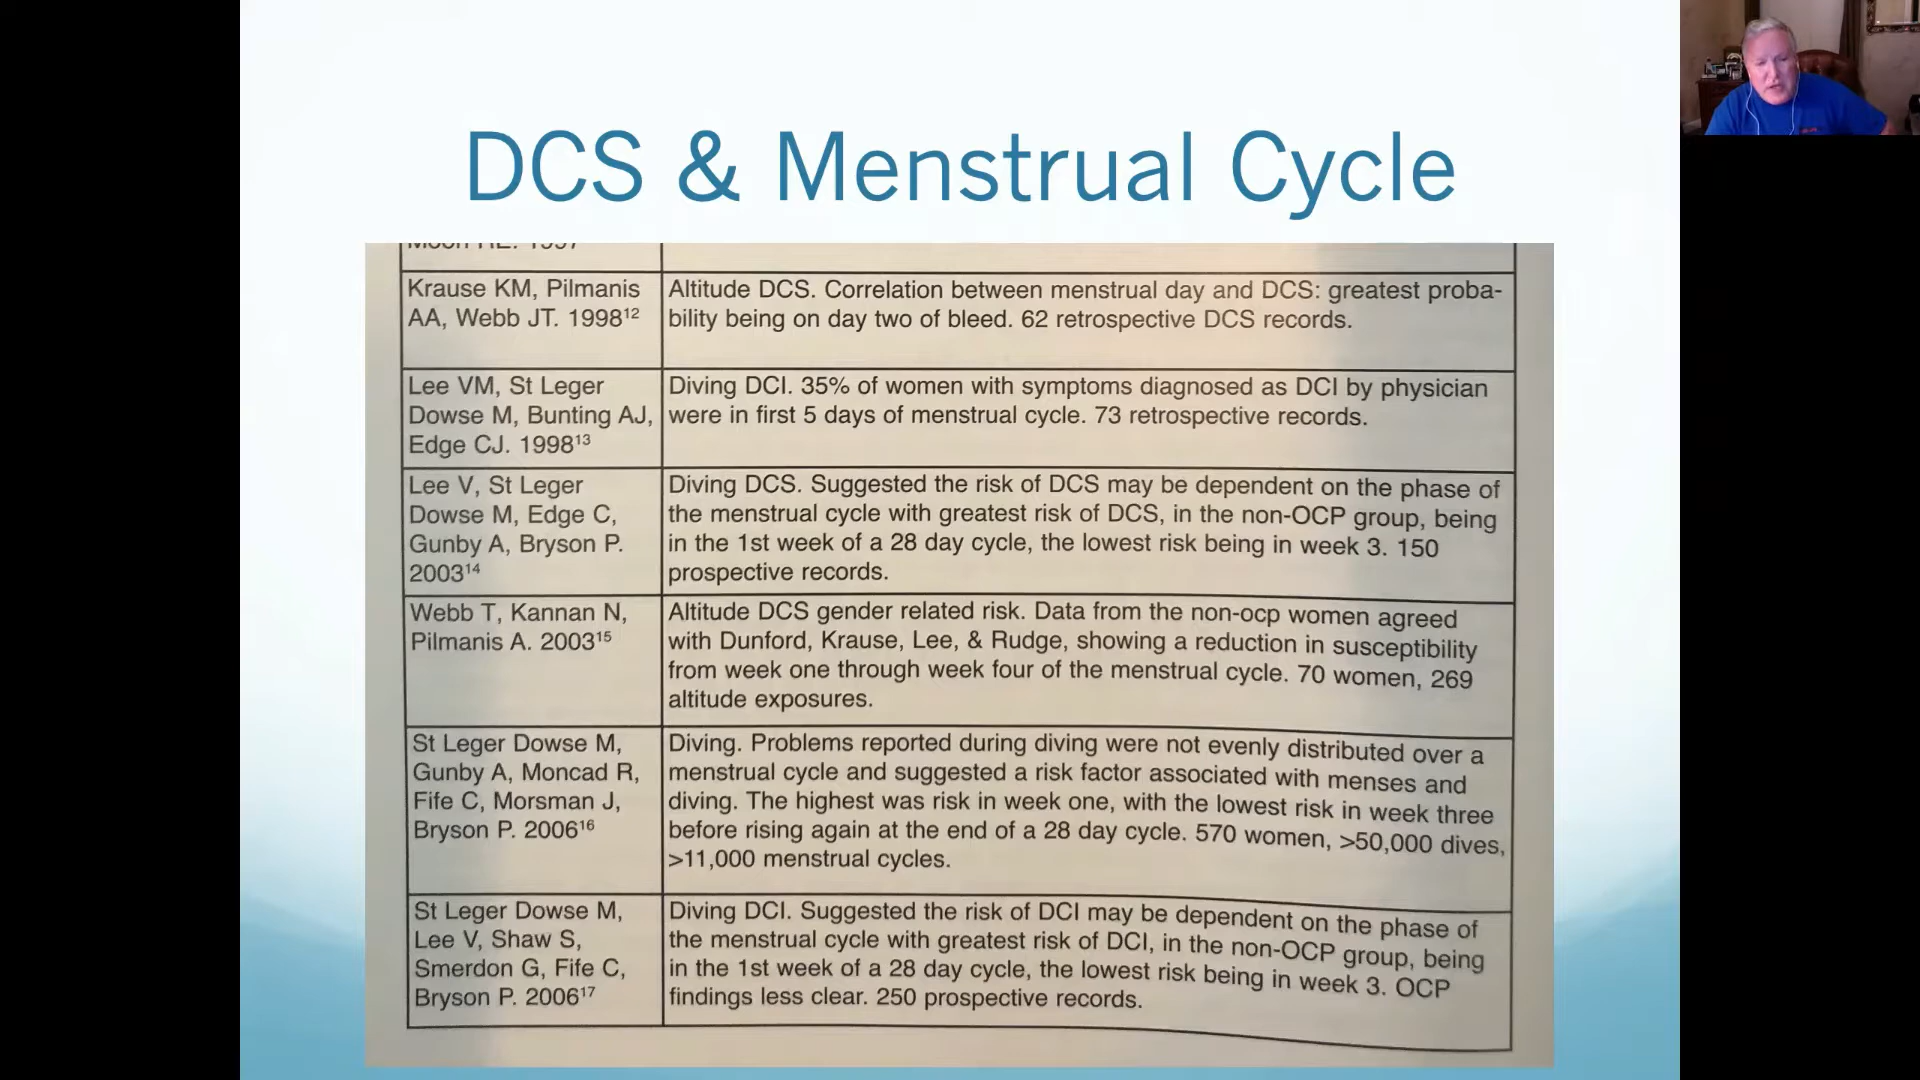 DCS & Menstrual Cycle
Moon RE. 1997
Krause KM, Pilmanis
AA, Webb JT. 1998¹²
Altitude DCS. Correlation between menstrual day and DCS: greatest proba-
bility being on day two of bleed. 62 retrospective DCS records.
Lee VM, St Leger
Dowse M, Bunting AJ,
Edge CJ. 1998¹³
Diving DCI. 35% of women with symptoms diagnosed as DCI by physician
were in first 5 days of menstrual cycle. 73 retrospective records.
Lee V, St Leger
Dowse M, Edge C,
Gunby A, Bryson P.
2003¹⁴
Diving DCS. Suggested the risk of DCS may be dependent on the phase of
the menstrual cycle with greatest risk of DCS, in the non-OCP group, being
in the 1st week of a 28 day cycle, the lowest risk being in week 3. 150
prospective records.
Webb T, Kannan N,
Pilmanis A. 2003¹⁵
Altitude DCS gender related risk. Data from the non-ocp women agreed
with Dunford, Krause, Lee, & Rudge, showing a reduction in susceptibility
from week one through week four of the menstrual cycle. 70 women, 269
altitude exposures.
St Leger Dowse M,
Gunby A, Moncad R,
Fife C, Morsman J,
Bryson P. 2006¹⁶
Diving. Problems reported during diving were not evenly distributed over a
menstrual cycle and suggested a risk factor associated with menses and
diving. The highest was risk in week one, with the lowest risk in week three
before rising again at the end of a 28 day cycle. 570 women, >50,000 dives,
>11,000 menstrual cycles.
St Leger Dowse M,
Lee V, Shaw S,
Smerdon G, Fife C,
Bryson P. 2006¹⁷
Diving DCI. Suggested the risk of DCI may be dependent on the phase of
the menstrual cycle with greatest risk of DCI, in the non-OCP group, being
in the 1st week of a 28 day cycle, the lowest risk being in week 3. OCP
findings less clear. 250 prospective records.